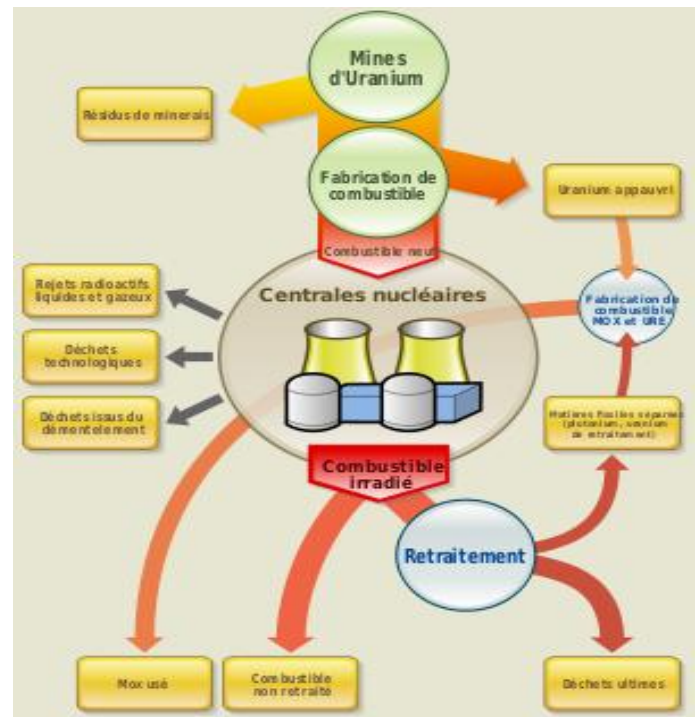 Mines
d'Uranium
Résidus de minerais
Fabrication de
combustible
Uranium appauvri
Combustible neuf
Rejets radioactifs
liquides et gazeux
Centrales nucléaires
Fabrication de
combustible
MOX et URE
Déchets
technologiques
Déchets issus du
démentelement
Matières fissiles séparées
(plutonium, uranium
de retraitement)
Combustible
irradié
Retraitement
Mox usé
Combustible
non retraité
Déchets ultimes